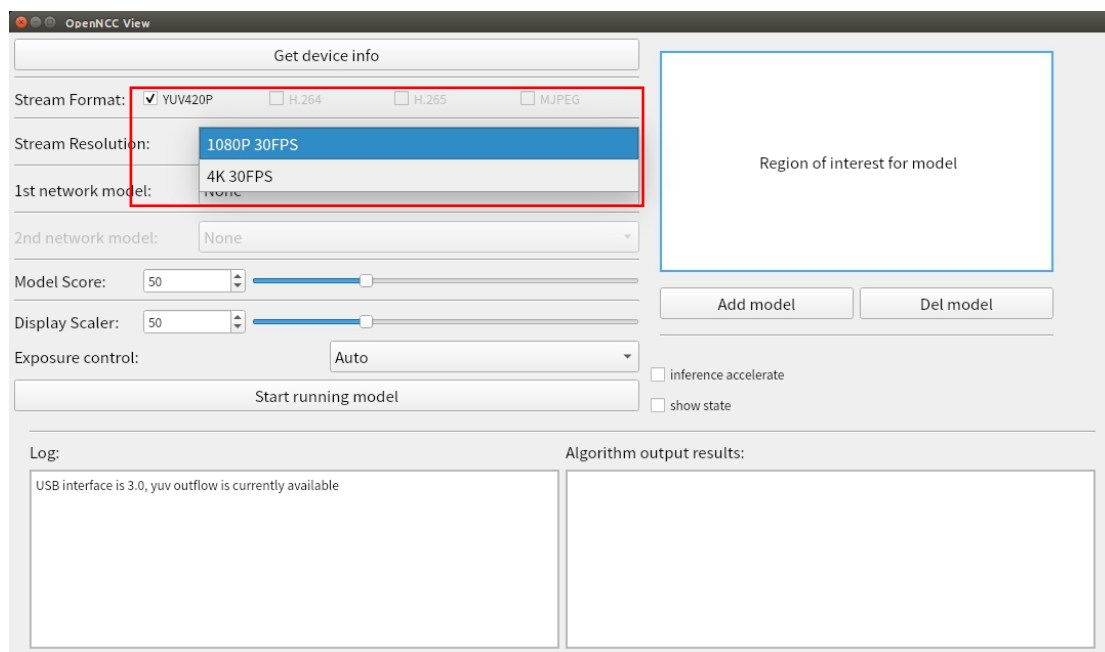 OpenNCC View
Get device info
Stream Format: YUV420P H.264 H.265 MJPEG
Stream Resolution:
1080P 30FPS
4K 30FPS
1st network model: None
2nd network model: None
Model Score: 50
Display Scaler: 50
Exposure control: Auto
Start running model
Region of interest for model
Add model Del model
inference accelerate
show state
Log:
USB interface is 3.0, yuv outflow is currently available
Algorithm output results: